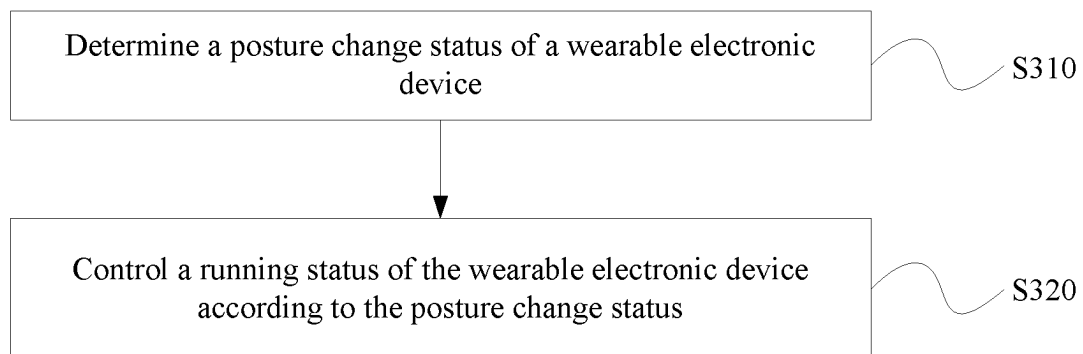 Determine a posture change status of a wearable electronic
device
S310
Control a running status of the wearable electronic device
according to the posture change status
S320